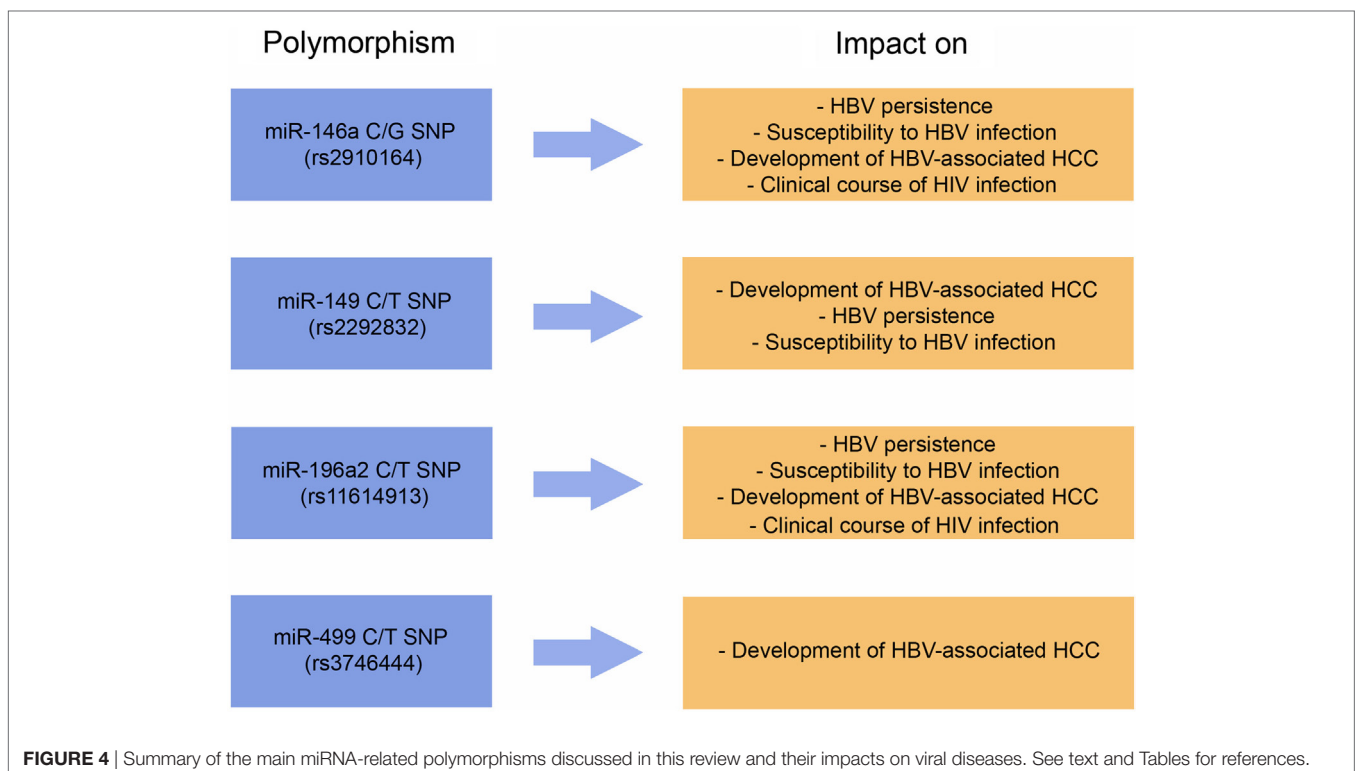 Polymorphism
Impact on
miR-146a C/G SNP
(rs2910164)
- HBV persistence
- Susceptibility to HBV infection
- Development of HBV-associated HCC
- Clinical course of HIV infection
miR-149 C/T SNP
(rs2292832)
- Development of HBV-associated HCC
- HBV persistence
- Susceptibility to HBV infection
miR-196a2 C/T SNP
(rs11614913)
- HBV persistence
- Susceptibility to HBV infection
- Development of HBV-associated HCC
- Clinical course of HIV infection
miR-499 C/T SNP
(rs3746444)
- Development of HBV-associated HCC
FIGURE 4 | Summary of the main miRNA-related polymorphisms discussed in this review and their impacts on viral diseases. See text and Tables for references.